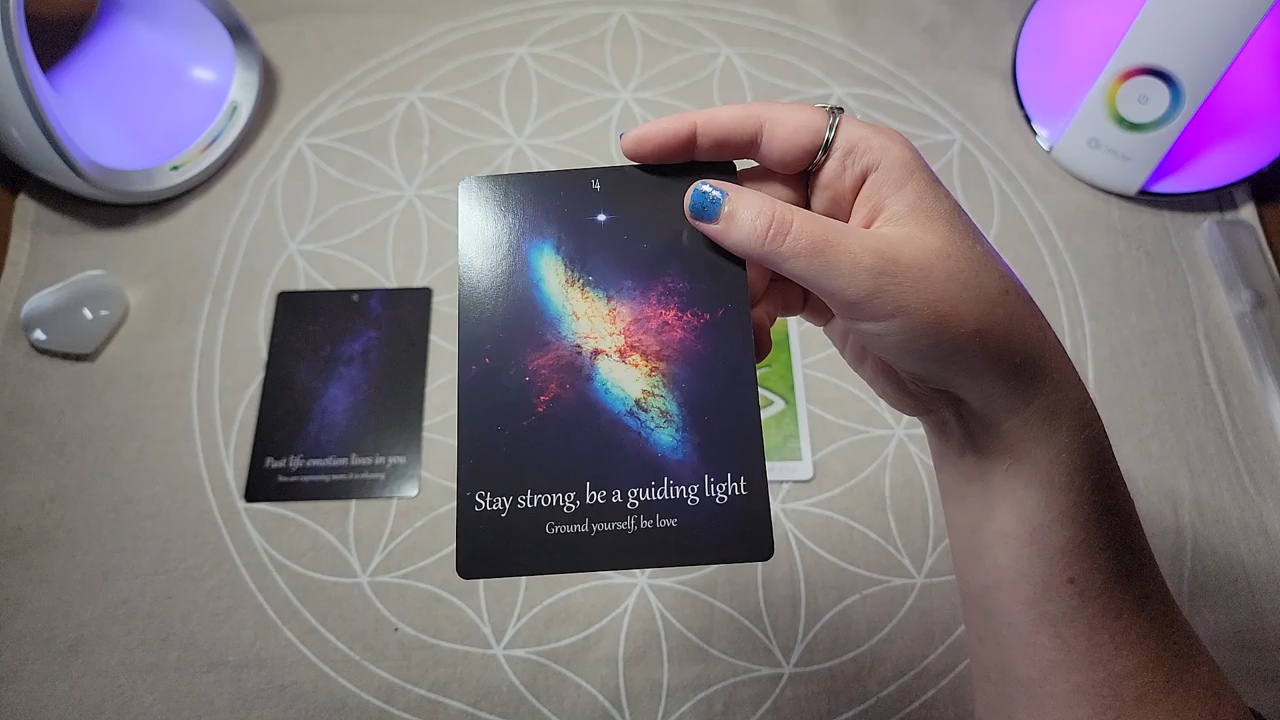 14
Stay strong, be a guiding light
Ground yourself, be love
Past life emotion lives in you